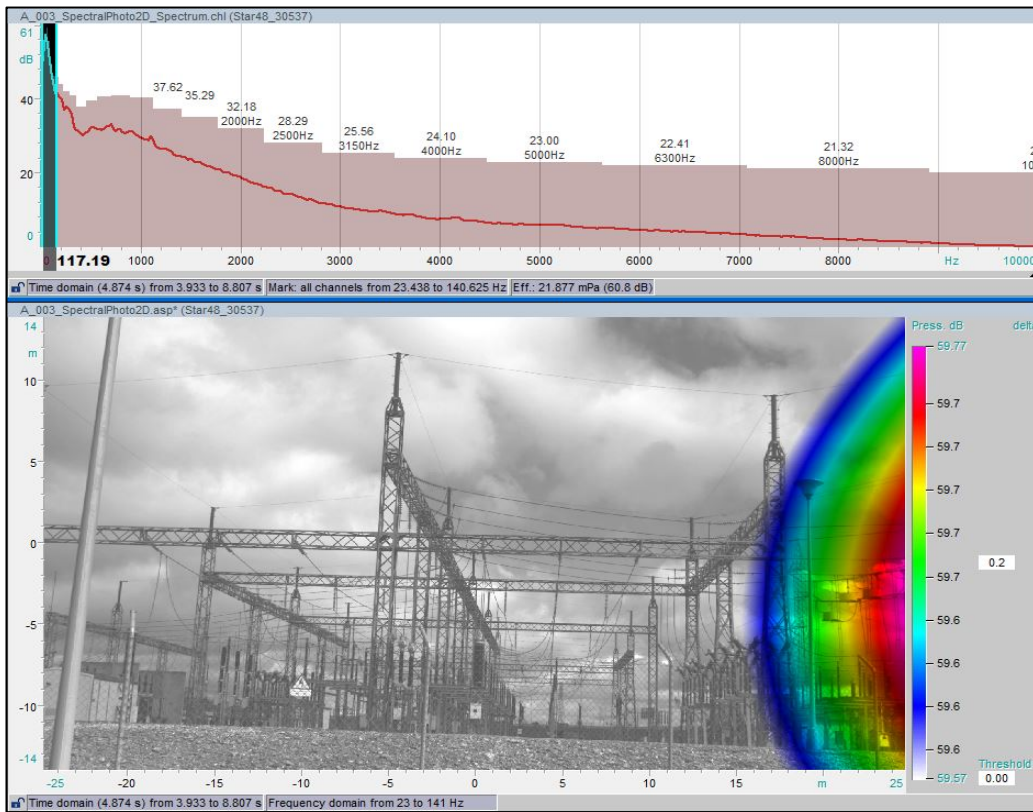 A_003_SpectralPhoto2D_Spectrum.chl (Star48_30537)
61
dB
40
20
0
37.62
35.29
32.18
2000Hz
28.29
2500Hz
25.56
3150Hz
24.10
4000Hz
23.00
5000Hz
22.41
6300Hz
21.32
8000Hz
2
10
0 117.19 1000 2000 3000 4000 5000 6000 7000 8000 Hz 10000
Time domain (4.874 s) from 3.933 to 8.807 s Mark: all channels from 23.438 to 140.625 Hz Eff.: 21.877 mPa (60.8 dB)
A_003_SpectralPhoto2D.asp* (Star48_30537)
14
m
10
5
0
-5
-10
-14
-25 -20 -15 -10 -5 0 5 10 15 m 25
Press. dB delta
59.77
59.7
59.7
59.7
59.7
59.7
59.6
59.6
59.6
59.6
59.57
0.2
Threshold
0.00
Time domain (4.874 s) from 3.933 to 8.807 s Frequency domain from 23 to 141 Hz